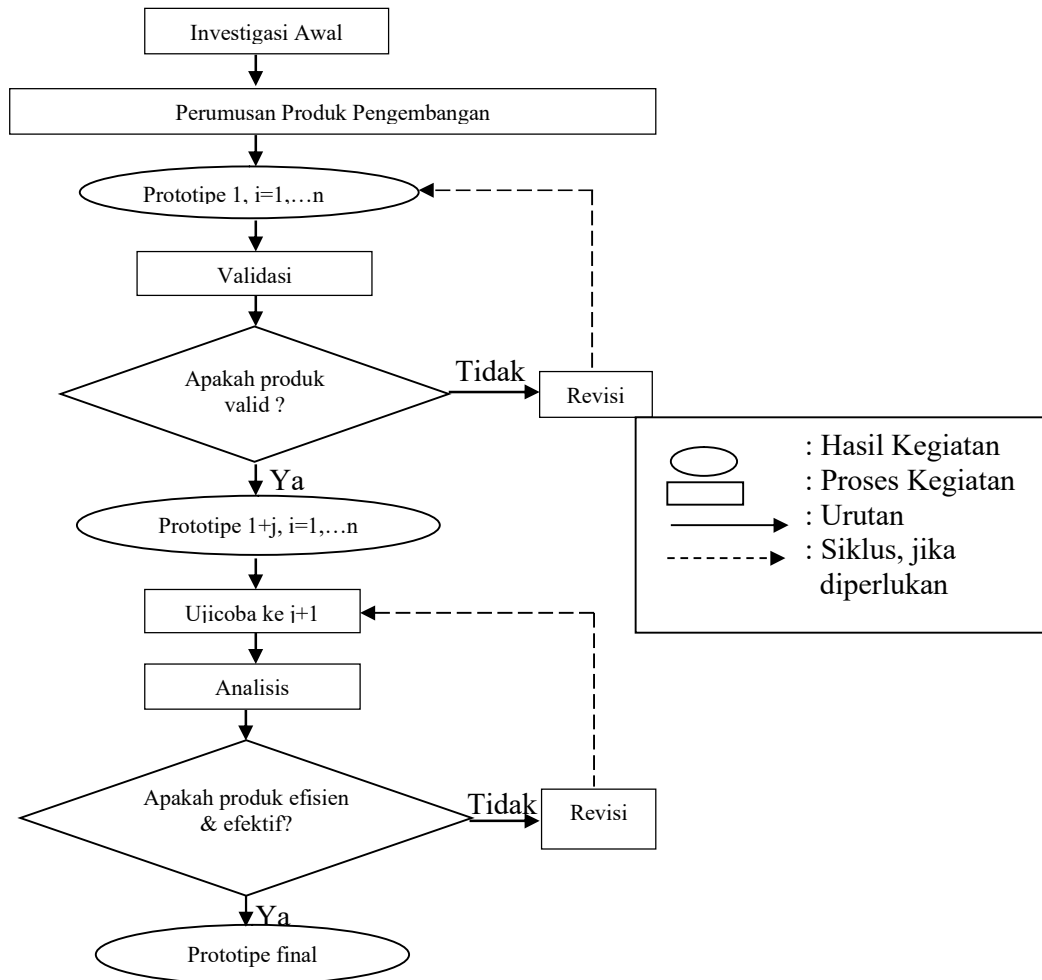 Investigasi Awal
Perumusan Produk Pengembangan
Prototipe 1, i=1,…n
Validasi
Apakah produk
valid ?
Tidak
Revisi
: Hasil Kegiatan
: Proses Kegiatan
: Urutan
: Siklus, jika
diperlukan
Ya
Prototipe 1+j, i=1,…n
Ujicoba ke j+1
Analisis
Apakah produk efisien
& efektif?
Tidak
Revisi
Ya
Prototipe final